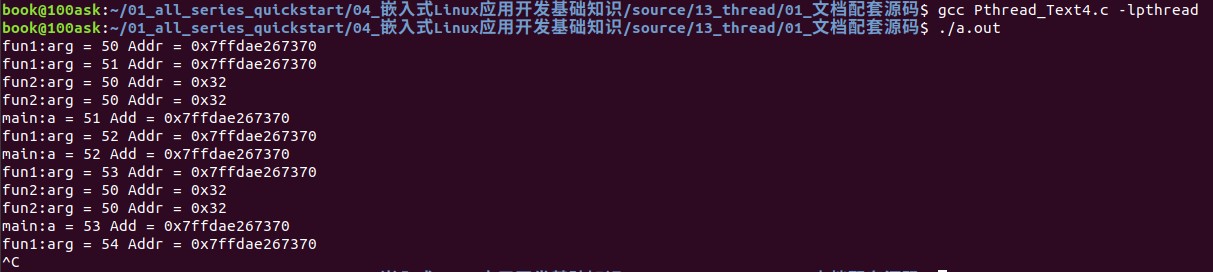 book@100ask:~/01_all_series_quickstart/04_嵌入式Linux应用开发基础知识/source/13_thread/01_文档配套源码$ gcc Pthread_Text4.c -lpthread
book@100ask:~/01_all_series_quickstart/04_嵌入式Linux应用开发基础知识/source/13_thread/01_文档配套源码$ ./a.out
fun1:arg = 50 Addr = 0x7ffdae267370
fun1:arg = 51 Addr = 0x7ffdae267370
fun2:arg = 50 Addr = 0x32
fun2:arg = 50 Addr = 0x32
main:a = 51 Add = 0x7ffdae267370
fun1:arg = 52 Addr = 0x7ffdae267370
main:a = 52 Add = 0x7ffdae267370
fun1:arg = 53 Addr = 0x7ffdae267370
fun2:arg = 50 Addr = 0x32
fun2:arg = 50 Addr = 0x32
main:a = 53 Add = 0x7ffdae267370
fun1:arg = 54 Addr = 0x7ffdae267370
^C